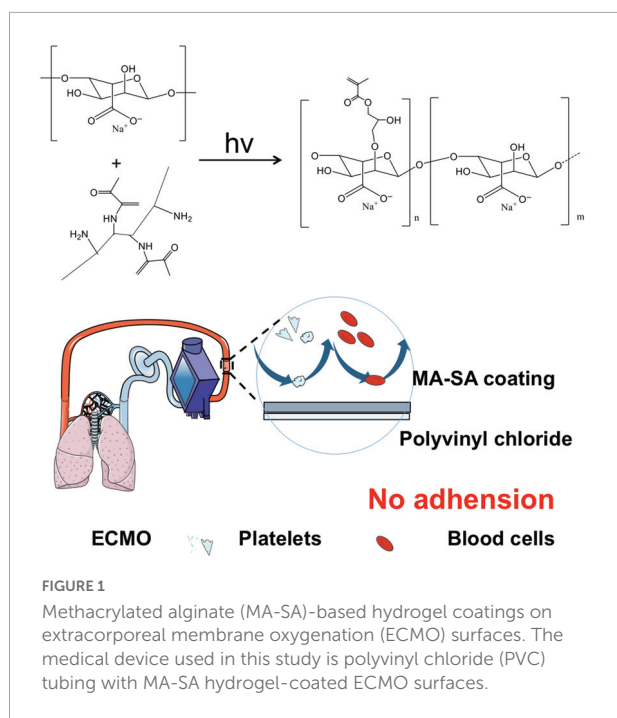 OH
HO
O
O
O
O
O⁻
Na⁺
+
O
HN
NH₂
H₂N
NH
O
hν
O
O
OH
O
O
HO
O
O
O⁻
Na⁺
n
O
OH
HO
O
O
O
O⁻
Na⁺
m
MA-SA coating
Polyvinyl chloride
No adhension
ECMO Platelets Blood cells
FIGURE 1
Methacrylated alginate (MA-SA)-based hydrogel coatings on
extracorporeal membrane oxygenation (ECMO) surfaces. The
medical device used in this study is polyvinyl chloride (PVC)
tubing with MA-SA hydrogel-coated ECMO surfaces.